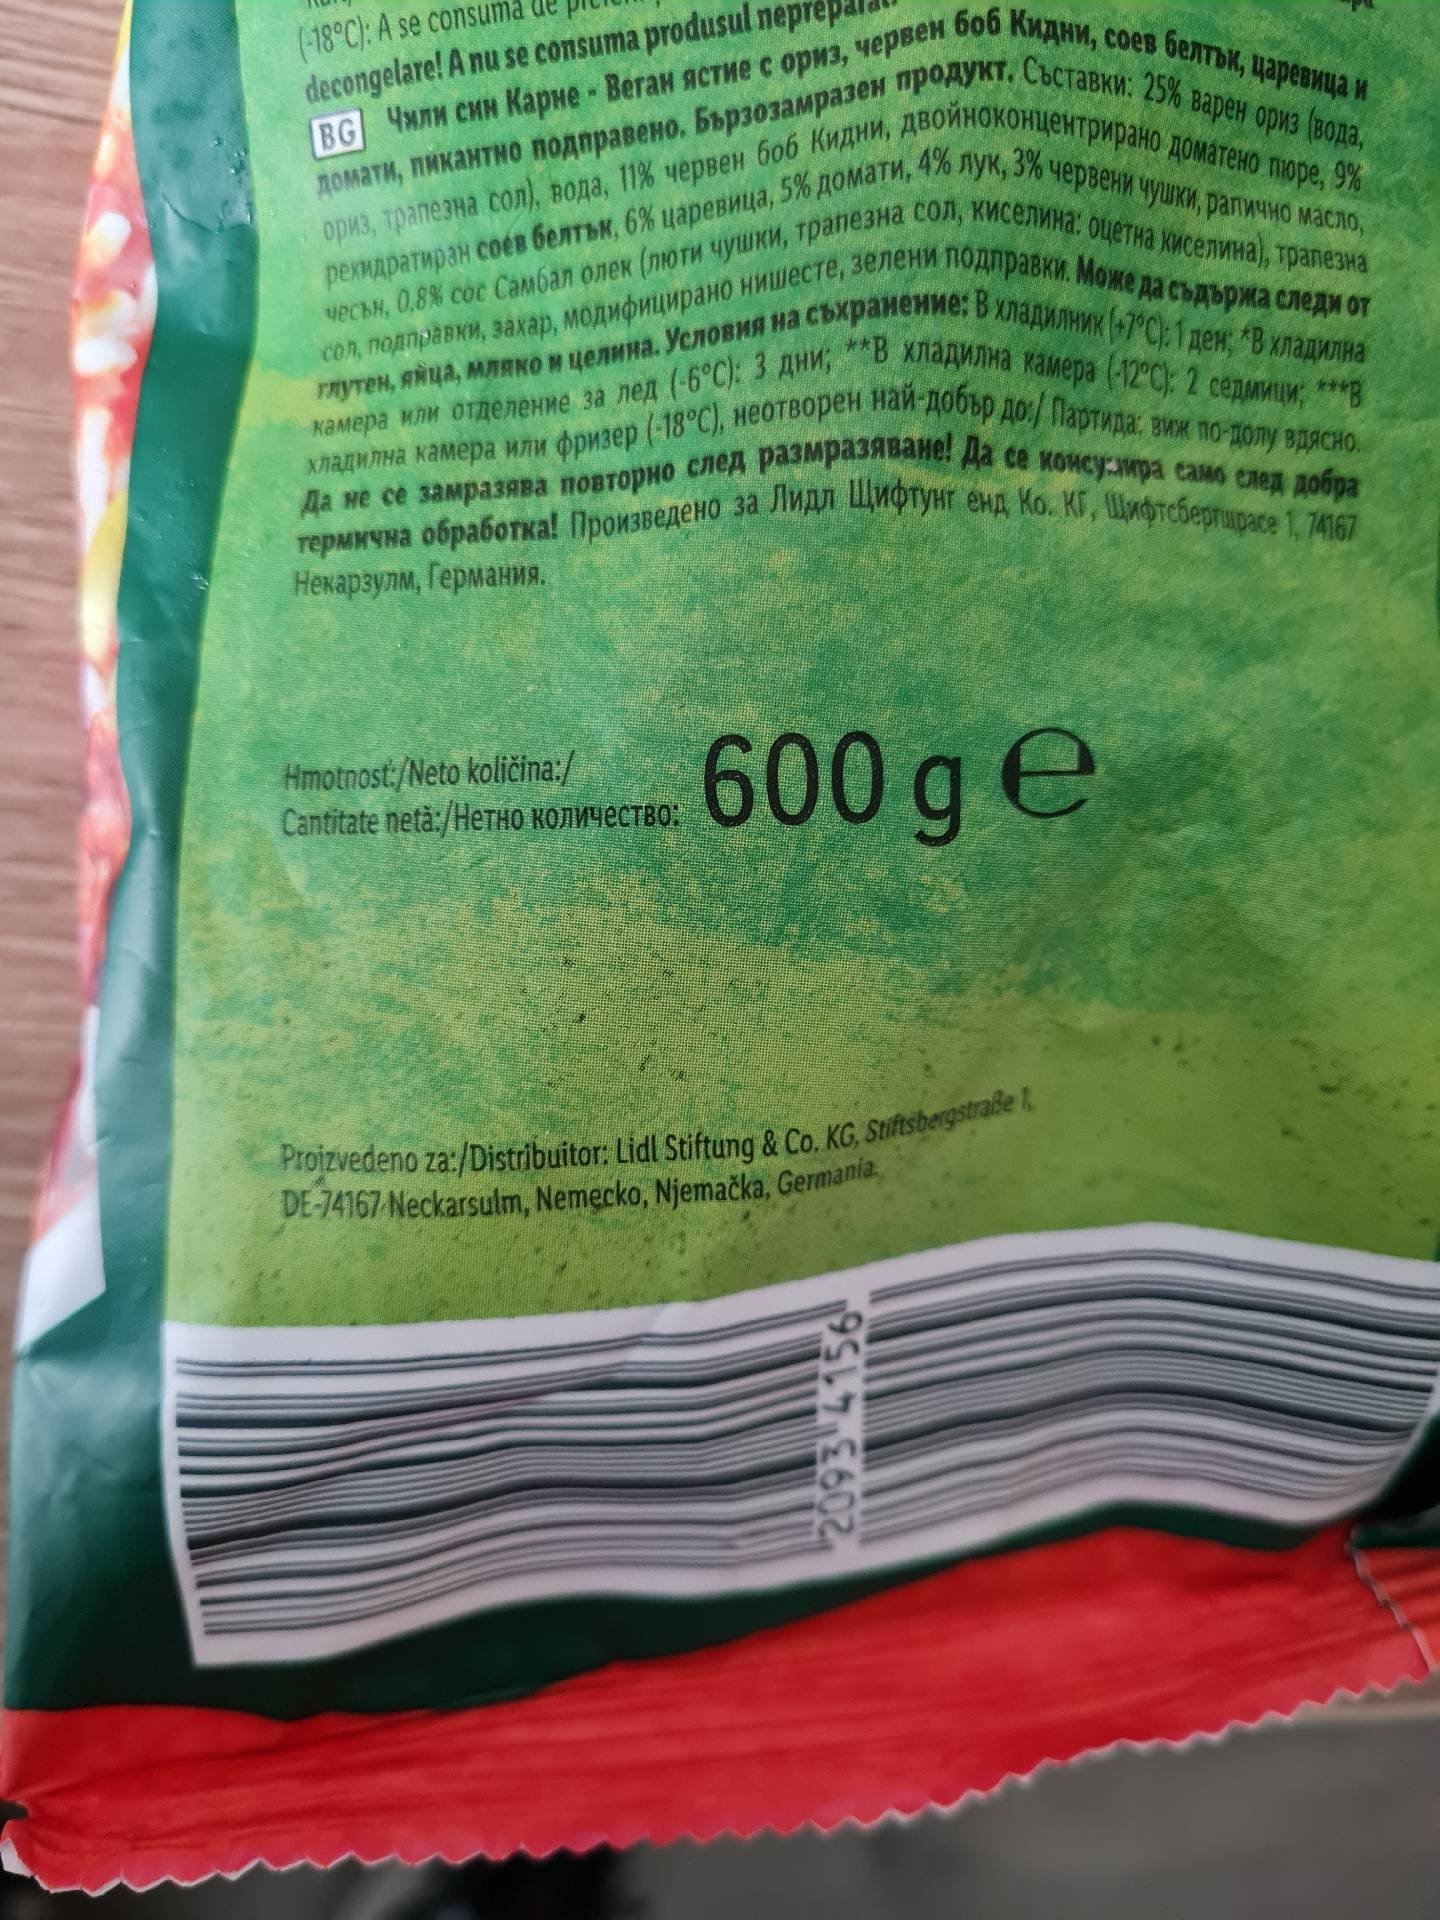 (-18°C): A se consuma de
decongelare! A nu se consuma produsul
BG Чили син Карне - Веган ястие с ориз, червен боб Кидни, соев белтък, царевица и
домати, пикантно подправено. Бързозамразен продукт. Съставки: 25% варен ориз (вода,
ориз, трапезна сол), вода, 11% червен боб Кидни, двойноконцентрирано доматено пюре, 9%
рехидратиран соев белтък, 6% царевица, 5% домати, 4% лук, 3% червени чушки, рапично масло,
чесън, 0,8% сос Самбал олек (люти чушки, трапезна сол, киселина: оцетна киселина), трапезна
сол, подправки, захар, модифицирано нишесте, зелени подправки. Може да съдържа следи от
глутен, яйца, мляко и целина. Условия на съхранение: В хладилник (+7°C): 1 ден; *В хладилна
камера или отделение за лед (-6°C): 3 дни; **В хладилна камера (-12°C): 2 седмици; ***В
хладилна камера или фризер (-18°C), неотворен най-добър до:/ Партида: виж по-долу вдясно.
Да не се замразява повторно след размразяване! Да се консумира само след добра
термична обработка! Произведено за Лидл Щифтунг енд Ко. КГ, Щифтсбергщрасе 1, 74167
Некарзулм, Германия.
Hmotnosť:/Neto količina:/
Cantitate netă:/Нетно количество: 600 g e
Proizvedeno za:/Distribuitor: Lidl Stiftung & Co. KG, Stiftsbergstraße 1,
DE-74167 Neckarsulm, Nemecko, Njemačka, Germania.
2093 4156